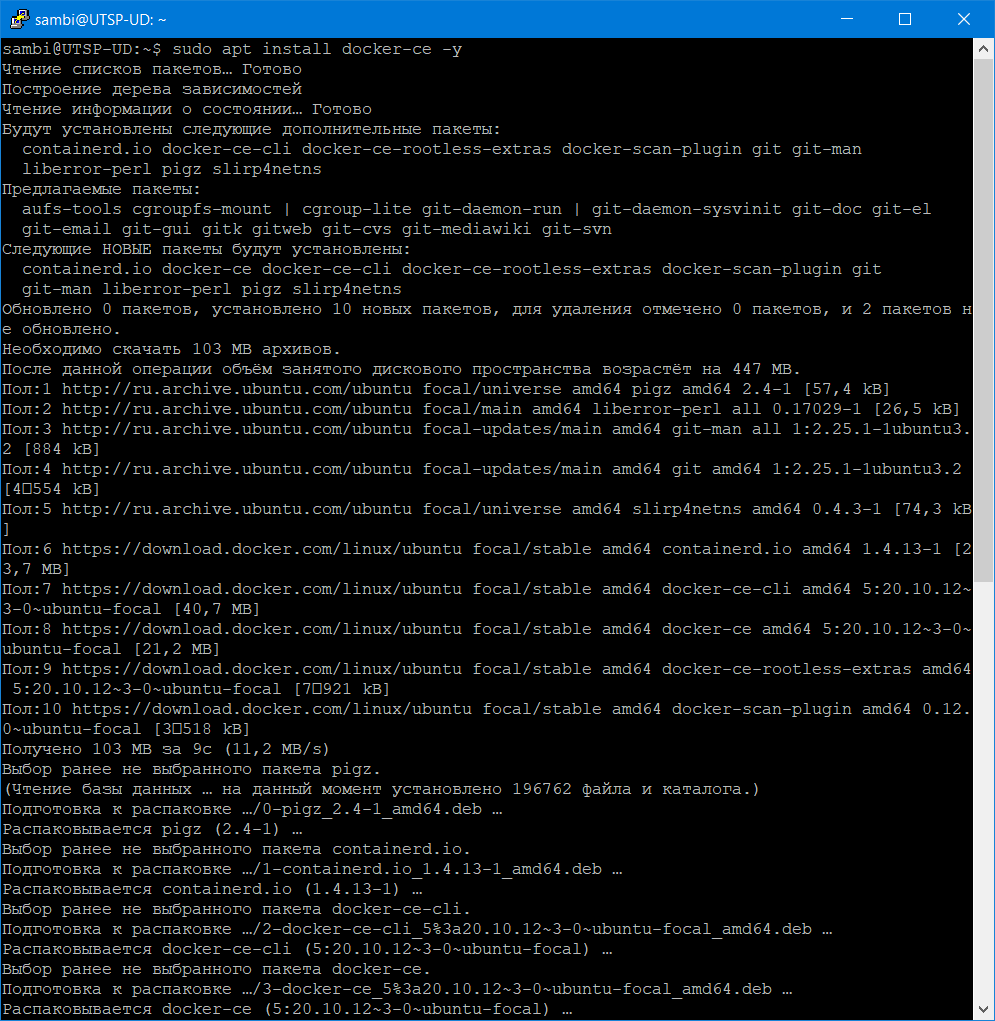 sambi@UTSP-UD: ~
sambi@UTSP-UD:~$ sudo apt install docker-ce -y
Чтение списков пакетов… Готово
Построение дерева зависимостей
Чтение информации о состоянии… Готово
Будут установлены следующие дополнительные пакеты:
  containerd.io docker-ce-cli docker-ce-rootless-extras docker-scan-plugin git git-man
  liberror-perl pigz slirp4netns
Предлагаемые пакеты:
  aufs-tools cgroupfs-mount | cgroup-lite git-daemon-run | git-daemon-sysvinit git-doc git-el
  git-email git-gui gitk gitweb git-cvs git-mediawiki git-svn
Следующие НОВЫЕ пакеты будут установлены:
  containerd.io docker-ce docker-ce-cli docker-ce-rootless-extras docker-scan-plugin git
  git-man liberror-perl pigz slirp4netns
Обновлено 0 пакетов, установлено 10 новых пакетов, для удаления отмечено 0 пакетов, и 2 пакетов н
е обновлено.
Необходимо скачать 103 MB архивов.
После данной операции объём занятого дискового пространства возрастёт на 447 MB.
Пол:1 http://ru.archive.ubuntu.com/ubuntu focal/universe amd64 pigz amd64 2.4-1 [57,4 kB]
Пол:2 http://ru.archive.ubuntu.com/ubuntu focal/main amd64 liberror-perl all 0.17029-1 [26,5 kB]
Пол:3 http://ru.archive.ubuntu.com/ubuntu focal-updates/main amd64 git-man all 1:2.25.1-1ubuntu3.
2 [884 kB]
Пол:4 http://ru.archive.ubuntu.com/ubuntu focal-updates/main amd64 git amd64 1:2.25.1-1ubuntu3.2
[4□554 kB]
Пол:5 http://ru.archive.ubuntu.com/ubuntu focal/universe amd64 slirp4netns amd64 0.4.3-1 [74,3 kB
]
Пол:6 https://download.docker.com/linux/ubuntu focal/stable amd64 containerd.io amd64 1.4.13-1 [2
3,7 MB]
Пол:7 https://download.docker.com/linux/ubuntu focal/stable amd64 docker-ce-cli amd64 5:20.10.12~
3-0~ubuntu-focal [40,7 MB]
Пол:8 https://download.docker.com/linux/ubuntu focal/stable amd64 docker-ce amd64 5:20.10.12~3-0~
ubuntu-focal [21,2 MB]
Пол:9 https://download.docker.com/linux/ubuntu focal/stable amd64 docker-ce-rootless-extras amd64
 5:20.10.12~3-0~ubuntu-focal [7□921 kB]
Пол:10 https://download.docker.com/linux/ubuntu focal/stable amd64 docker-scan-plugin amd64 0.12.
0~ubuntu-focal [3□518 kB]
Получено 103 MB за 9с (11,2 MB/s)
Выбор ранее не выбранного пакета pigz.
(Чтение базы данных … на данный момент установлено 196762 файла и каталога.)
Подготовка к распаковке …/0-pigz_2.4-1_amd64.deb …
Распаковывается pigz (2.4-1) …
Выбор ранее не выбранного пакета containerd.io.
Подготовка к распаковке …/1-containerd.io_1.4.13-1_amd64.deb …
Распаковывается containerd.io (1.4.13-1) …
Выбор ранее не выбранного пакета docker-ce-cli.
Подготовка к распаковке …/2-docker-ce-cli_5%3a20.10.12~3-0~ubuntu-focal_amd64.deb …
Распаковывается docker-ce-cli (5:20.10.12~3-0~ubuntu-focal) …
Выбор ранее не выбранного пакета docker-ce.
Подготовка к распаковке …/3-docker-ce_5%3a20.10.12~3-0~ubuntu-focal_amd64.deb …
Распаковывается docker-ce (5:20.10.12~3-0~ubuntu-focal) …